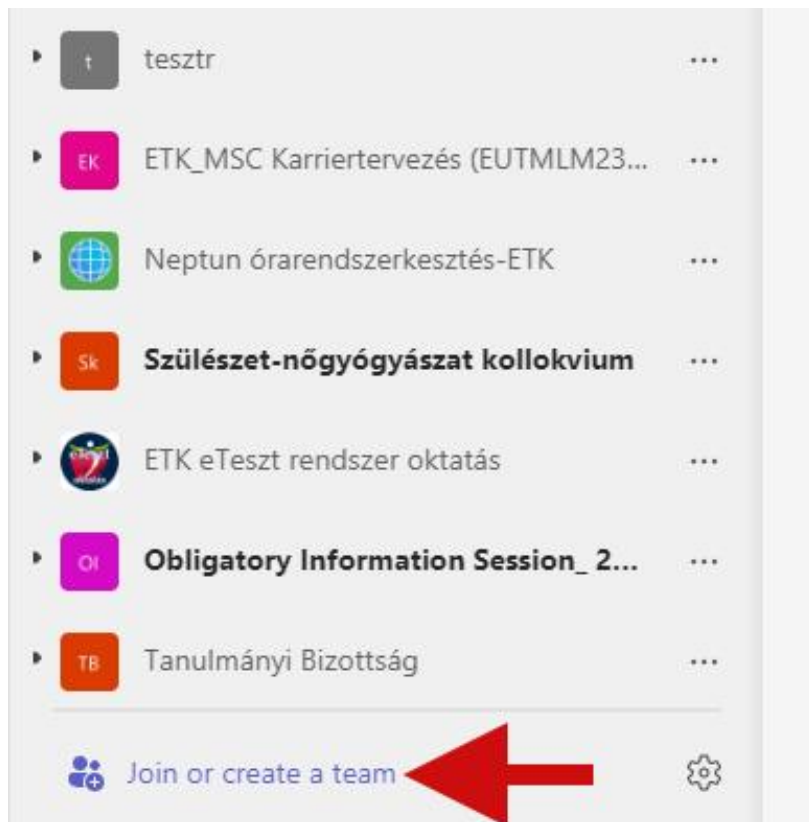 t tesztr ...
EK ETK_MSC Karriertervezés (EUTMLM23... ...
Neptun órarendszerkesztés-ETK ...
Sk Szülészet-nőgyógyászat kollokvium ...
ETK eTeszt rendszer oktatás ...
OI Obligatory Information Session_ 2... ...
TB Tanulmányi Bizottság ...
Join or create a team